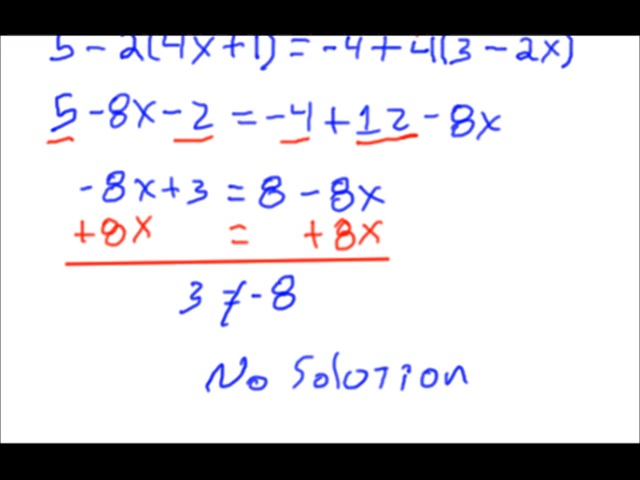 5 - 2(4x+1) = -4 + 4(3 - 2x)
5 - 8x - 2 = -4 + 12 - 8x
-8x + 3 = 8 - 8x
+8x = +8x
3 ≠ - 8
No Solution